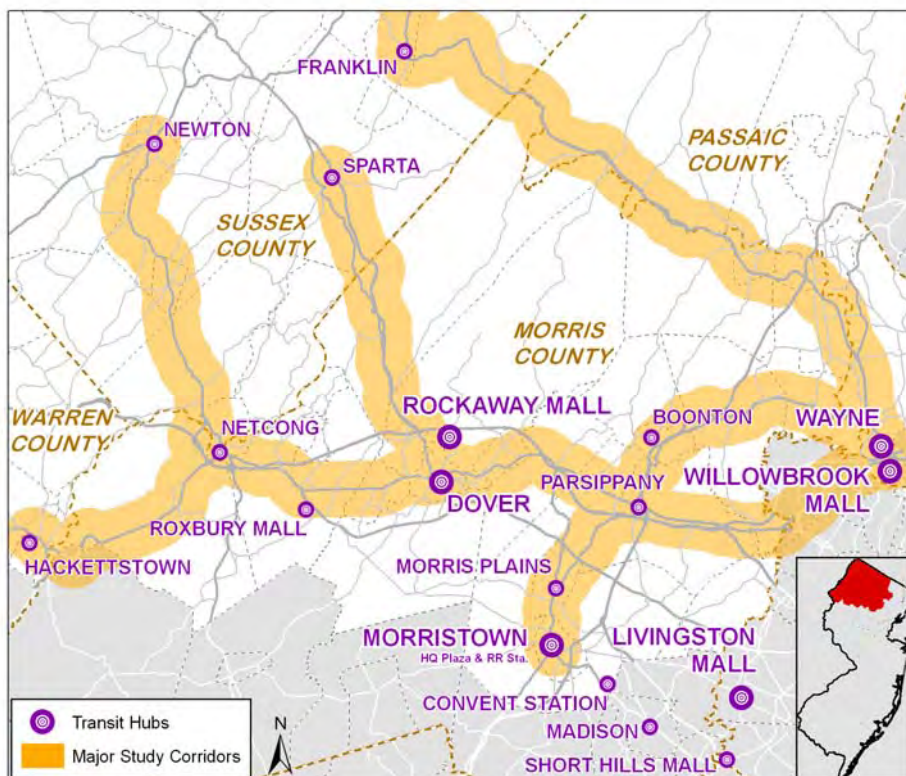 FRANKLIN
NEWTON
PASSAIC
COUNTY
SPARTA
SUSSEX
COUNTY
MORRIS
COUNTY
WARREN
COUNTY
ROCKAWAY MALL
NETCONG
BOONTON
WAYNE
PARSIPPANY
WILLOWBROOK
MALL
DOVER
ROXBURY MALL
HACKETTSTOWN
MORRIS PLAINS
MORRISTOWN
HQ Plaza & RR Sta.
LIVINGSTON
MALL
CONVENT STATION
MADISON
SHORT HILLS MALL
N
Transit Hubs
Major Study Corridors